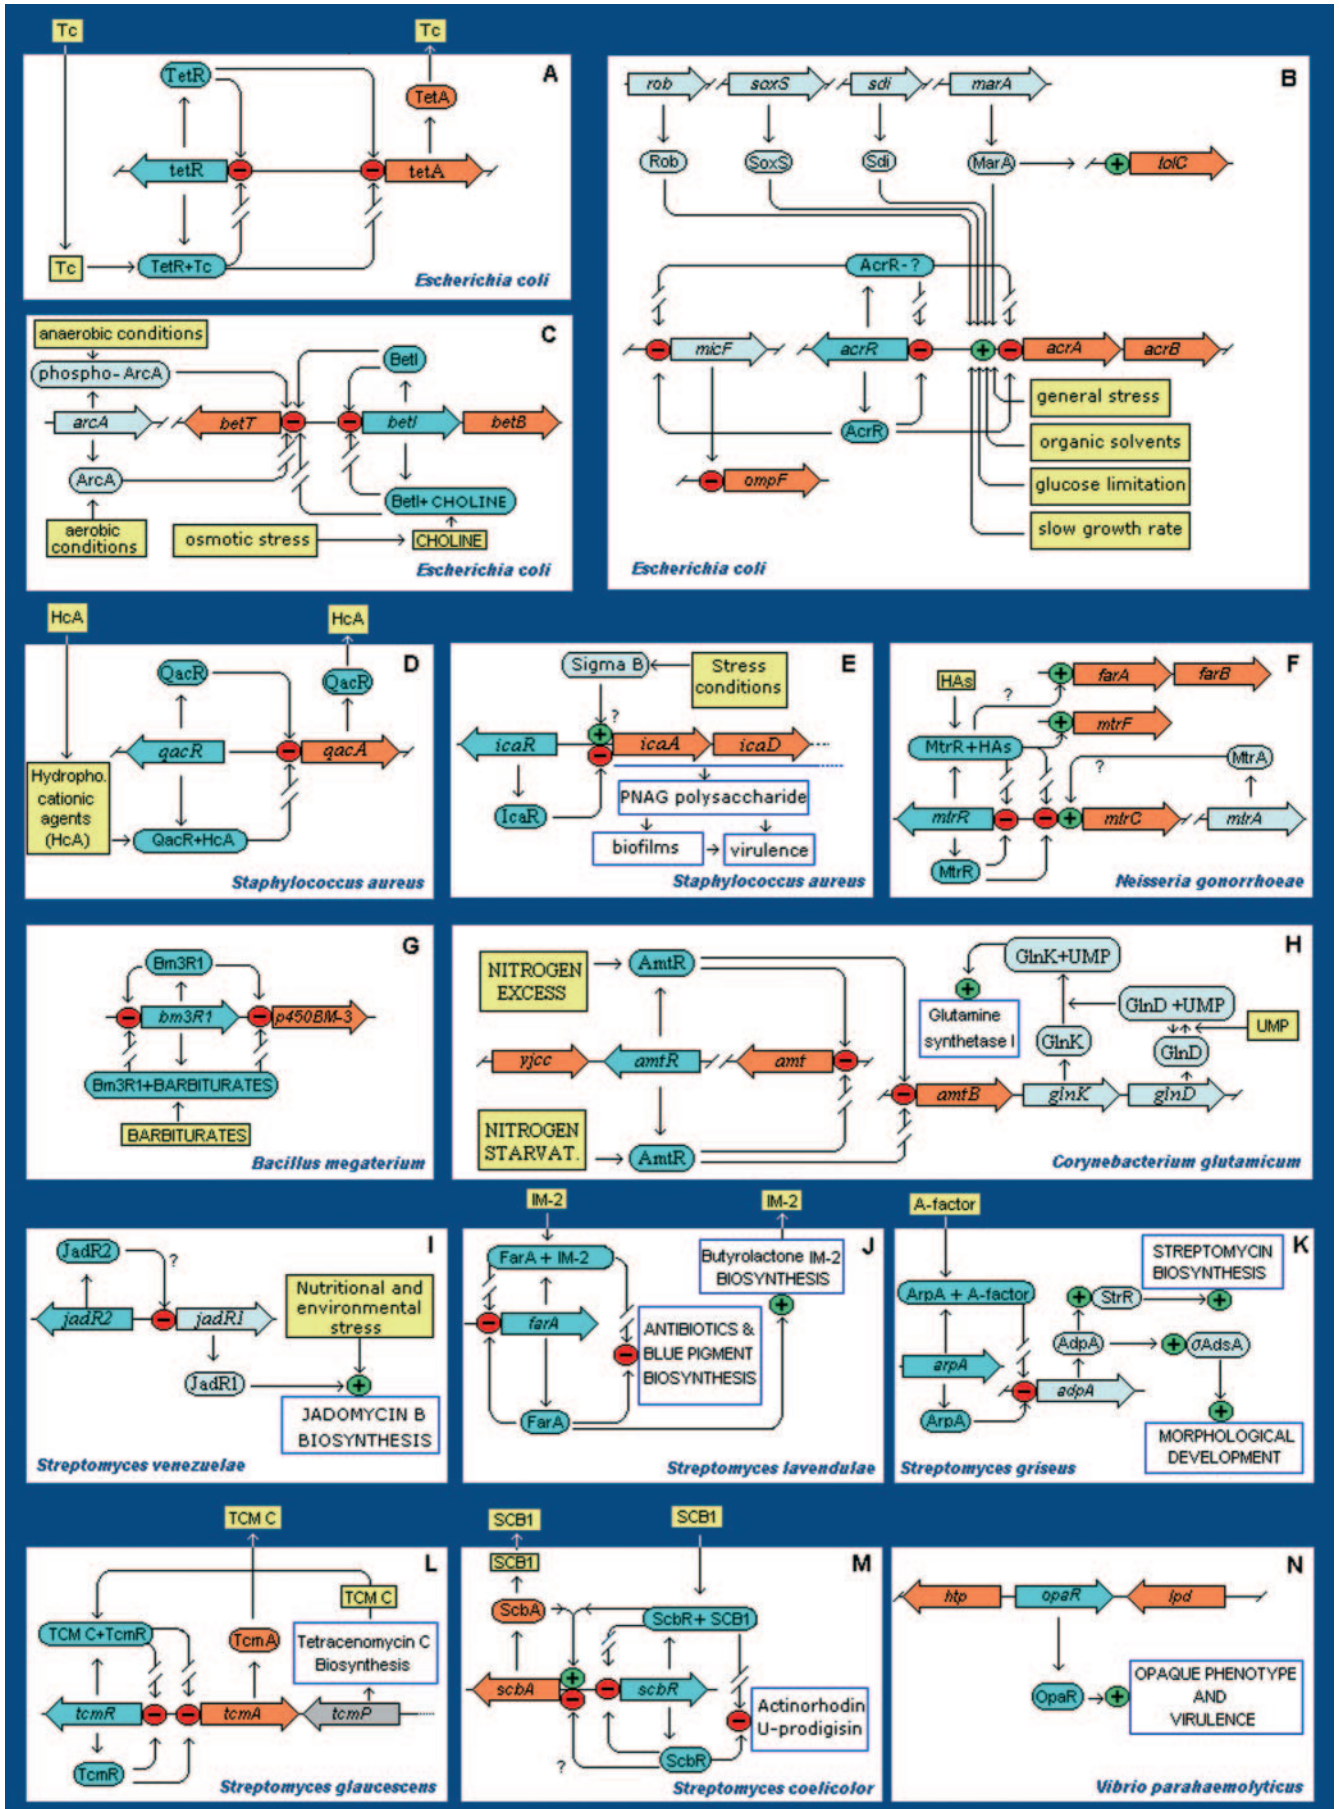 Tc
Tc
A
TetR
TetA
tetR
tetA
Tc
TetR+Tc
Escherichia coli
B
rob
soxS
sdi
marA
Rob
SoxS
Sdi
MarA
tolC
AcrR-?
micF
acrR
acrA
acrB
general stress
AcrR
organic solvents
ompF
glucose limitation
slow growth rate
Escherichia coli
anaerobic conditions
C
phospho-ArcA
BetI
arcA
betT
betI
betB
ArcA
BetI+ CHOLINE
aerobic
conditions
osmotic stress
CHOLINE
Escherichia coli
HcA
HcA
D
QacR
QacR
qacR
qacA
Hydropho.
cationic
agents
(HcA)
QacR+HcA
Staphylococcus aureus
E
Sigma B
Stress
conditions
?
icaR
icaA
icaD
IcaR
PNAG polysaccharide
biofilms
virulence
Staphylococcus aureus
F
HAs
?
farA
farB
mtrF
MtrR+HAs
?
MtrA
mtrR
mtrC
mtrA
MtrR
Neisseria gonorrhoeae
G
Bm3R1
bm3R1
p450BM-3
Bm3R1+BARBITURATES
BARBITURATES
Bacillus megaterium
H
NITROGEN
EXCESS
AmtR
GlnK+UMP
Glutamine
synthetase I
GlnD +UMP
UMP
GlnK
GlnD
yjcc
amtR
amt
amtB
glnK
glnD
NITROGEN
STARVAT.
AmtR
Corynebacterium glutamicum
I
JadR2
?
Nutritional and
environmental
stress
jadR2
jadR1
JadR1
JADOMYCIN B
BIOSYNTHESIS
Streptomyces venezuelae
IM-2
IM-2
J
FarA + IM-2
Butyrolactone IM-2
BIOSYNTHESIS
farA
ANTIBIOTICS &
BLUE PIGMENT
BIOSYNTHESIS
FarA
Streptomyces lavendulae
A-factor
K
STREPTOMYCIN
BIOSYNTHESIS
ArpA + A-factor
StrR
AdpA
σAdsA
arpA
adpA
ArpA
MORPHOLOGICAL
DEVELOPMENT
Streptomyces griseus
TCM C
L
TCM C
TCM C+TcmR
TcmA
Tetracenomycin C
Biosynthesis
tcmR
tcmA
tcmP
TcmR
Streptomyces glaucescens
SCB1
SCB1
M
SCB1
ScbA
ScbR + SCB1
scbA
scbR
Actinorhodin
U-prodigisin
?
ScbR
Streptomyces coelicolor
N
htp
opaR
lpd
OpaR
OPAQUE PHENOTYPE
AND
VIRULENCE
Vibrio parahaemolyticus